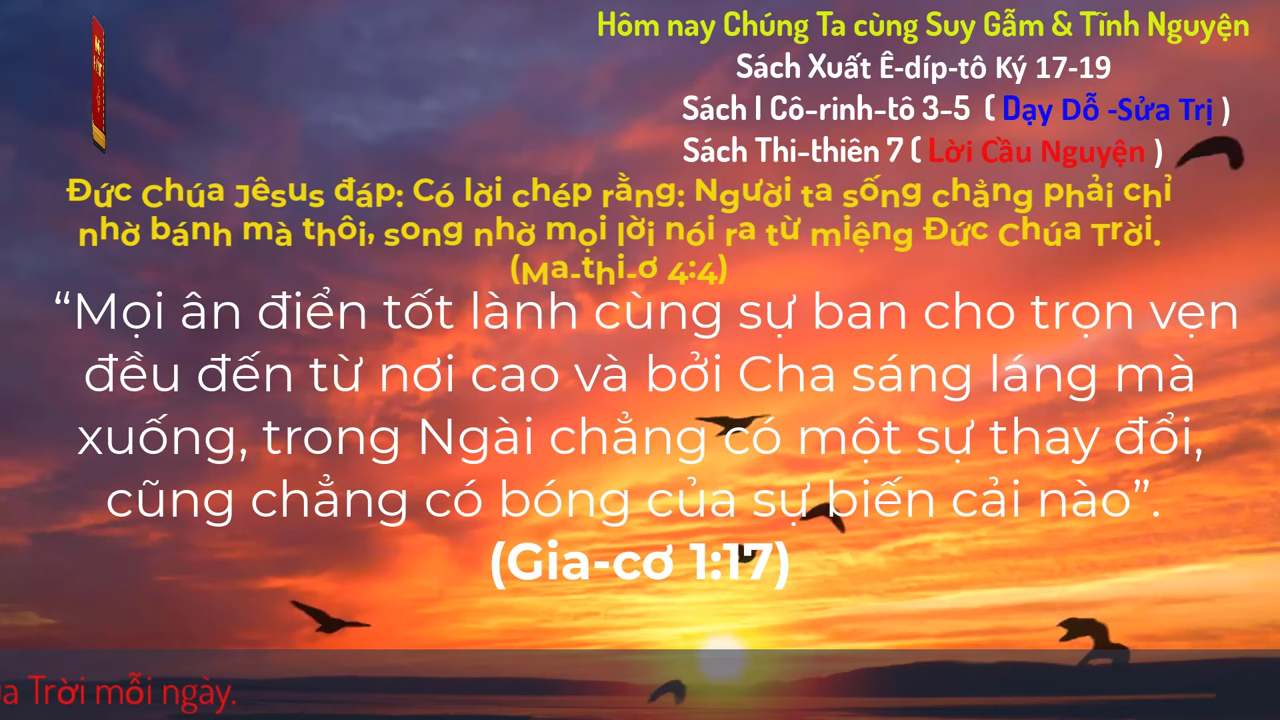 Hôm nay Chúng Ta cùng Suy Gẫm & Tĩnh Nguyện
Sách Xuất Ê-díp-tô Ký 17-19
Sách I Cô-rinh-tô 3-5 ( Dạy Dỗ -Sửa Trị )
Sách Thi-thiên 7 ( Lời Cầu Nguyện )
Đức Chúa Jêsus đáp: Có lời chép rằng: Người ta sống chẳng phải chỉ
nhờ bánh mà thôi, song nhờ mọi lời nói ra từ miệng Đức Chúa Trời.
(Ma-thi-ơ 4:4)
“Mọi ân điển tốt lành cùng sự ban cho trọn vẹn
đều đến từ nơi cao và bởi Cha sáng láng mà
xuống, trong Ngài chẳng có một sự thay đổi,
cũng chẳng có bóng của sự biến cải nào”.
(Gia-cơ 1:17)
Trời mỗi ngày.